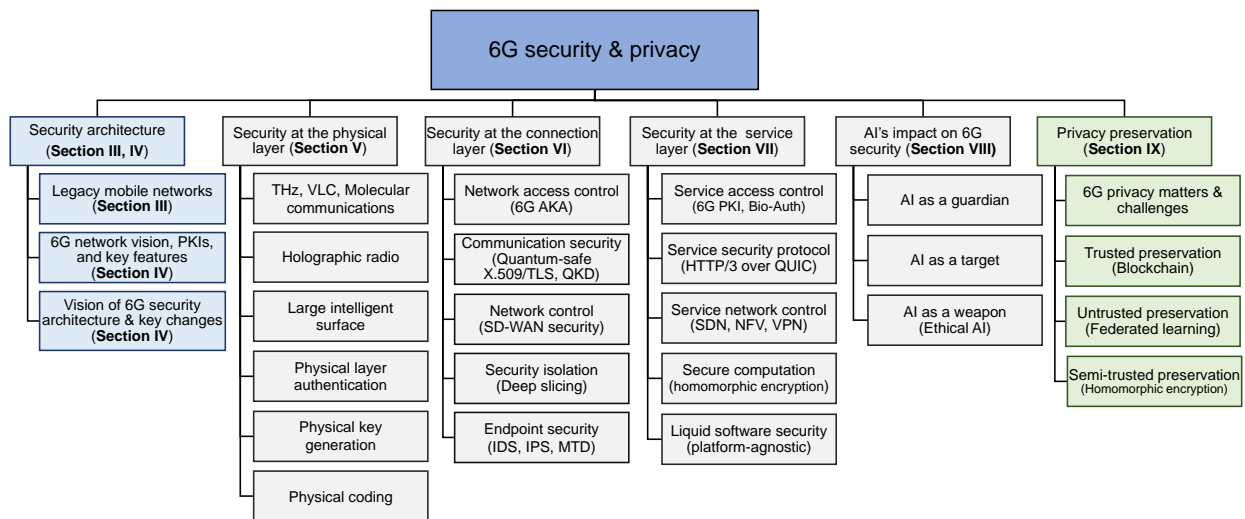 6G security & privacy
Security architecture
(Section III, IV)
Legacy mobile networks
(Section III)
6G network vision, PKIs,
and key features
(Section IV)
Vision of 6G security
architecture & key changes
(Section IV)
Security at the physical
layer (Section V)
THz, VLC, Molecular
communications
Holographic radio
Large intelligent
surface
Physical layer
authentication
Physical key
generation
Physical coding
Security at the connection
layer (Section VI)
Network access control
(6G AKA)
Communication security
(Quantum-safe
X.509/TLS, QKD)
Network control
(SD-WAN security)
Security isolation
(Deep slicing)
Endpoint security
(IDS, IPS, MTD)
Security at the service
layer (Section VII)
Service access control
(6G PKI, Bio-Auth)
Service security protocol
(HTTP/3 over QUIC)
Service network control
(SDN, NFV, VPN)
Secure computation
(homomorphic encryption)
Liquid software security
(platform-agnostic)
AI's impact on 6G
security (Section VIII)
AI as a guardian
AI as a target
AI as a weapon
(Ethical AI)
Privacy preservation
(Section IX)
6G privacy matters &
challenges
Trusted preservation
(Blockchain)
Untrusted preservation
(Federated learning)
Semi-trusted preservation
(Homomorphic encryption)